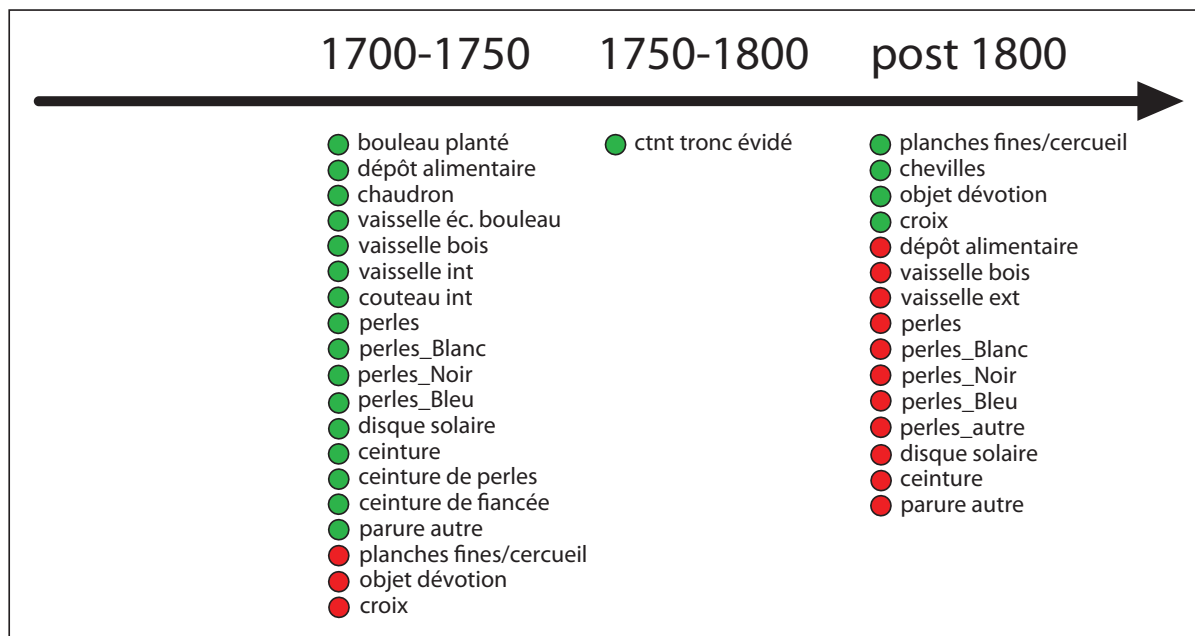 1700-1750
1750-1800
post 1800
bouleau planté
dépôt alimentaire
chaudron
vaisselle éc. bouleau
vaisselle bois
vaisselle int
couteau int
perles
perles_Blanc
perles_Noir
perles_Bleu
disque solaire
ceinture
ceinture de perles
ceinture de fiancée
parure autre
planches fines/cercueil
objet dévotion
croix
ctnt tronc évidé
planches fines/cercueil
chevilles
objet dévotion
croix
dépôt alimentaire
vaisselle bois
vaisselle ext
perles
perles_Blanc
perles_Noir
perles_Bleu
perles_autre
disque solaire
ceinture
parure autre